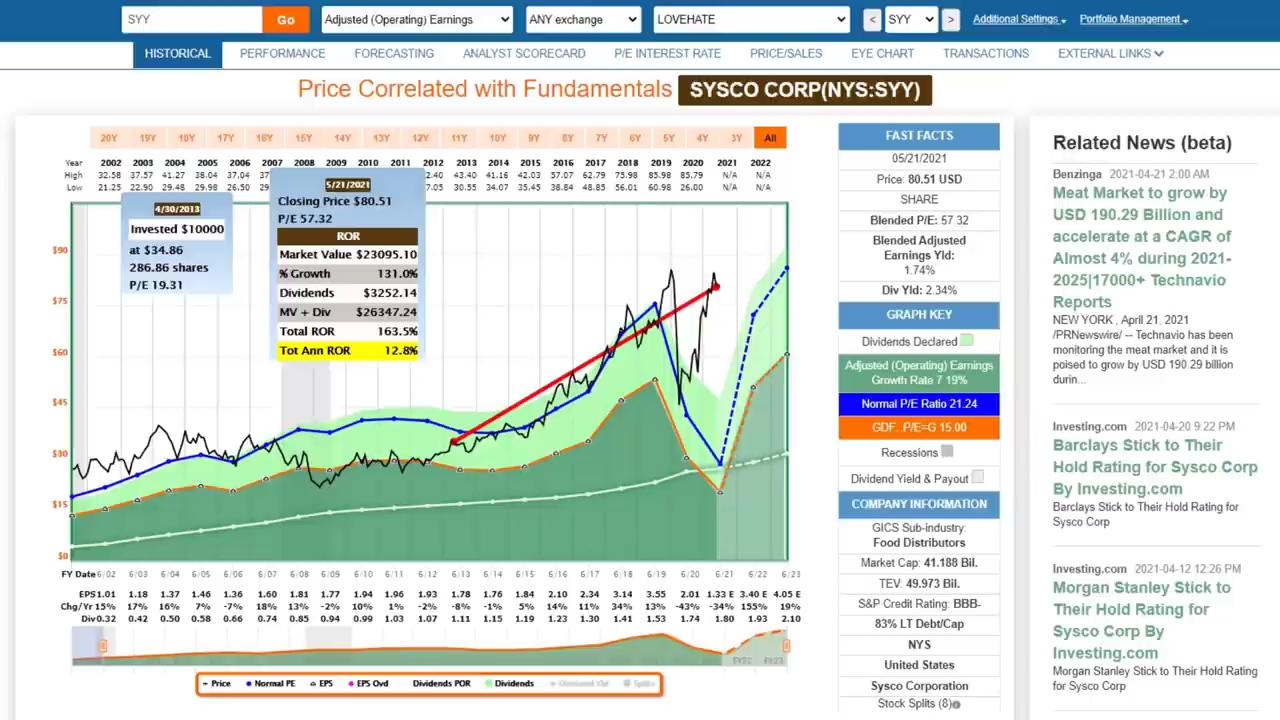 SYY Go Adjusted (Operating) Earnings ANY exchange LOVEHATE < SYY > Additional Settings Portfolio Management
HISTORICAL PERFORMANCE FORECASTING ANALYST SCORECARD P/E INTEREST RATE PRICE/SALES EYE CHART TRANSACTIONS EXTERNAL LINKS
Price Correlated with Fundamentals SYSCO CORP(NYS:SYY)
20Y 19Y 18Y 17Y 16Y 15Y 14Y 13Y 12Y 11Y 10Y 9Y 8Y 7Y 6Y 5Y 4Y 3Y All
Year 2002 2003 2004 2005 2006 2007 2008 2009 2010 2011 2012 2013 2014 2015 2016 2017 2018 2019 2020 2021 2022
High 32.58 37.57 41.27 38.04 37.04 43.40 41.16 42.03 57.07 62.79 75.98 85.98 85.79 N/A N/A
Low 21.25 22.90 29.48 29.98 26.50 30.55 34.07 35.45 38.84 48.85 56.01 60.98 26.00 N/A N/A
4/30/2013
Invested $10000
at $34.86
286.86 shares
P/E 19.31
5/21/2021
Closing Price $80.51
P/E 57.32
ROR
Market Value $23095.10
% Growth 131.0%
Dividends $3252.14
MV + Div $26347.24
Total ROR 163.5%
Tot Ann ROR 12.8%
$90
$75
$60
$45
$30
$15
$0
FY Date 6/02 6/03 6/04 6/05 6/06 6/07 6/08 6/09 6/10 6/11 6/12 6/13 6/14 6/15 6/16 6/17 6/18 6/19 6/20 6/21 6/22 6/23
EPS 1.01 1.18 1.37 1.46 1.36 1.60 1.81 1.77 1.94 1.96 1.93 1.78 1.76 1.84 2.10 2.34 3.14 3.55 2.01 1.33 E 3.40 E 4.05 E
Chg/Yr 15% 17% 16% 7% -7% 18% 13% -2% 10% 1% -2% -8% -1% 5% 14% 11% 34% 13% -43% -34% 155% 19%
Div 0.32 0.42 0.50 0.58 0.66 0.74 0.85 0.94 0.99 1.03 1.07 1.11 1.15 1.19 1.23 1.30 1.41 1.53 1.74 1.80 1.93 2.10
FY22 FY23
Price Normal PE EPS EPS Ovd Dividends POR Dividends Dividend Yld Splits
FAST FACTS
05/21/2021
Price: 80.51 USD
SHARE
Blended P/E: 57.32
Blended Adjusted
Earnings Yld:
1.74%
Div Yld: 2.34%
GRAPH KEY
Dividends Declared
Adjusted (Operating) Earnings
Growth Rate 7.19%
Normal P/E Ratio 21.24
GDF...P/E=G 15.00
Recessions
Dividend Yield & Payout
COMPANY INFORMATION
GICS Sub-industry:
Food Distributors
Market Cap: 41.188 Bil.
TEV: 49.973 Bil.
S&P Credit Rating: BBB-
83% LT Debt/Cap
NYS
United States
Sysco Corporation
Stock Splits (8)
Related News (beta)
Benzinga 2021-04-21 2:00 AM
Meat Market to grow by
USD 190.29 Billion and
accelerate at a CAGR of
Almost 4% during 2021-
2025|17000+ Technavio
Reports
NEW YORK , April 21, 2021
/PRNewswire/ -- Technavio has been
monitoring the meat market and it is
poised to grow by USD 190.29 billion
durin...
Investing.com 2021-04-20 9:22 PM
Barclays Stick to Their
Hold Rating for Sysco Corp
By Investing.com
Barclays Stick to Their Hold Rating for
Sysco Corp
Investing.com 2021-04-12 12:26 PM
Morgan Stanley Stick to
Their Hold Rating for
Sysco Corp By
Investing.com
Morgan Stanley Stick to Their Hold Rating
for Sysco Corp